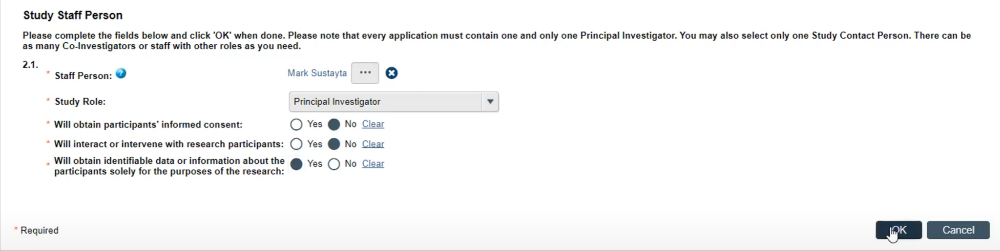 Study Staff Person
Please complete the fields below and click 'OK' when done. Please note that every application must contain one and only one Principal Investigator. You may also select only one Study Contact Person. There can be
as many Co-Investigators or staff with other roles as you need.
2.1.
* Staff Person: ? Mark Sustayta ...
* Study Role: Principal Investigator
* Will obtain participants' informed consent: Yes No Clear
* Will interact or intervene with research participants: Yes No Clear
* Will obtain identifiable data or information about the
participants solely for the purposes of the research: Yes No Clear
* Required
OK Cancel